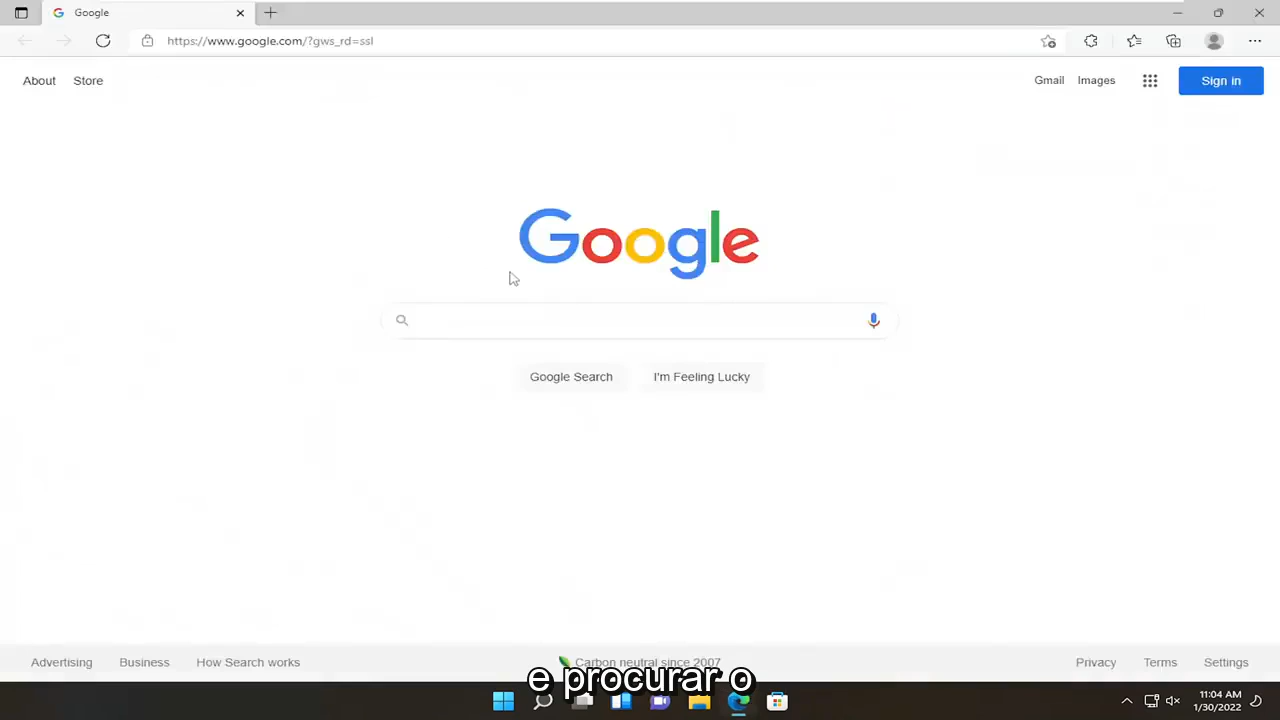 Google
https://www.google.com/?gws_rd=ssl
About Store Gmail Images Sign in
Google
Google Search I'm Feeling Lucky
Advertising Business How Search works Carbon neutral since 2007 Privacy Terms Settings
e procurar o
11:04 AM
1/30/2022